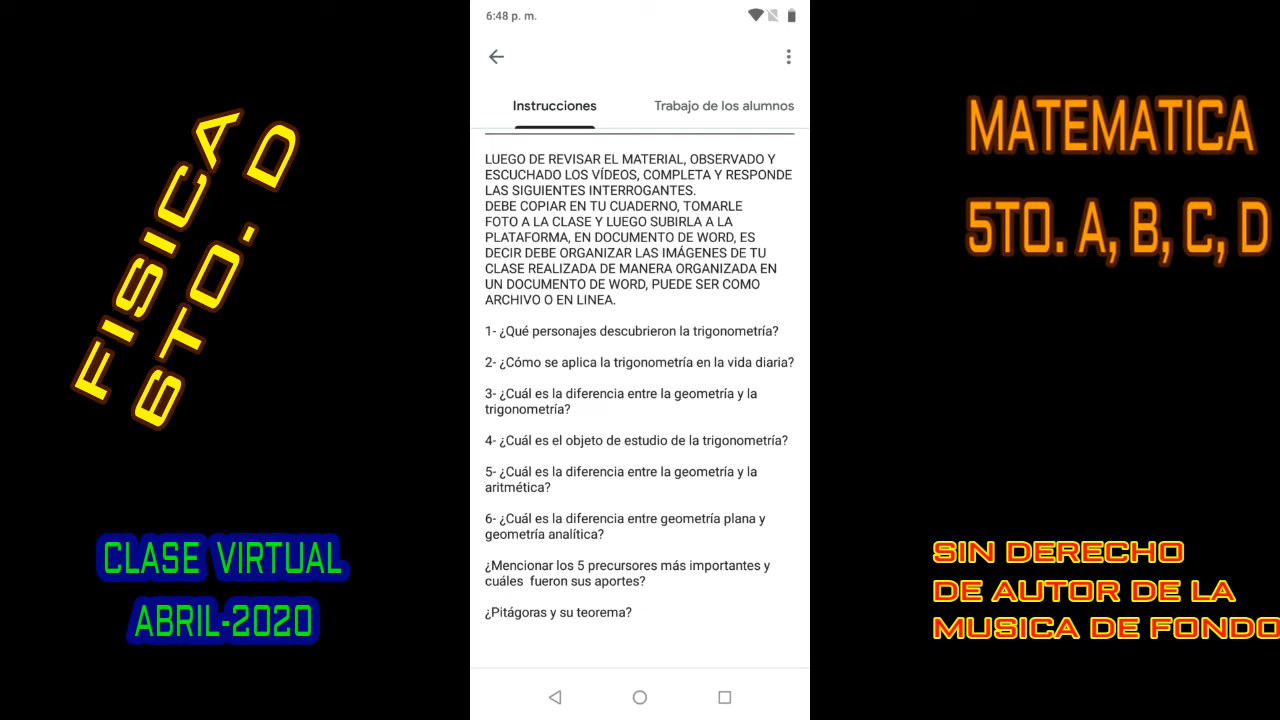 FISICA
6TO. D
CLASE VIRTUAL
ABRIL-2020
6:48 p. m.
Instrucciones
Trabajo de los alumnos
LUEGO DE REVISAR EL MATERIAL, OBSERVADO Y
ESCUCHADO LOS VÍDEOS, COMPLETA Y RESPONDE
LAS SIGUIENTES INTERROGANTES.
DEBE COPIAR EN TU CUADERNO, TOMARLE
FOTO A LA CLASE Y LUEGO SUBIRLA A LA
PLATAFORMA, EN DOCUMENTO DE WORD, ES
DECIR DEBE ORGANIZAR LAS IMÁGENES DE TU
CLASE REALIZADA DE MANERA ORGANIZADA EN
UN DOCUMENTO DE WORD, PUEDE SER COMO
ARCHIVO O EN LINEA.
1- ¿Qué personajes descubrieron la trigonometría?
2- ¿Cómo se aplica la trigonometría en la vida diaria?
3- ¿Cuál es la diferencia entre la geometría y la
trigonometría?
4- ¿Cuál es el objeto de estudio de la trigonometría?
5- ¿Cuál es la diferencia entre la geometría y la
aritmética?
6- ¿Cuál es la diferencia entre geometría plana y
geometría analítica?
¿Mencionar los 5 precursores más importantes y
cuáles  fueron sus aportes?
¿Pitágoras y su teorema?
MATEMATICA
5TO. A, B, C, D
SIN DERECHO
DE AUTOR DE LA
MUSICA DE FONDO